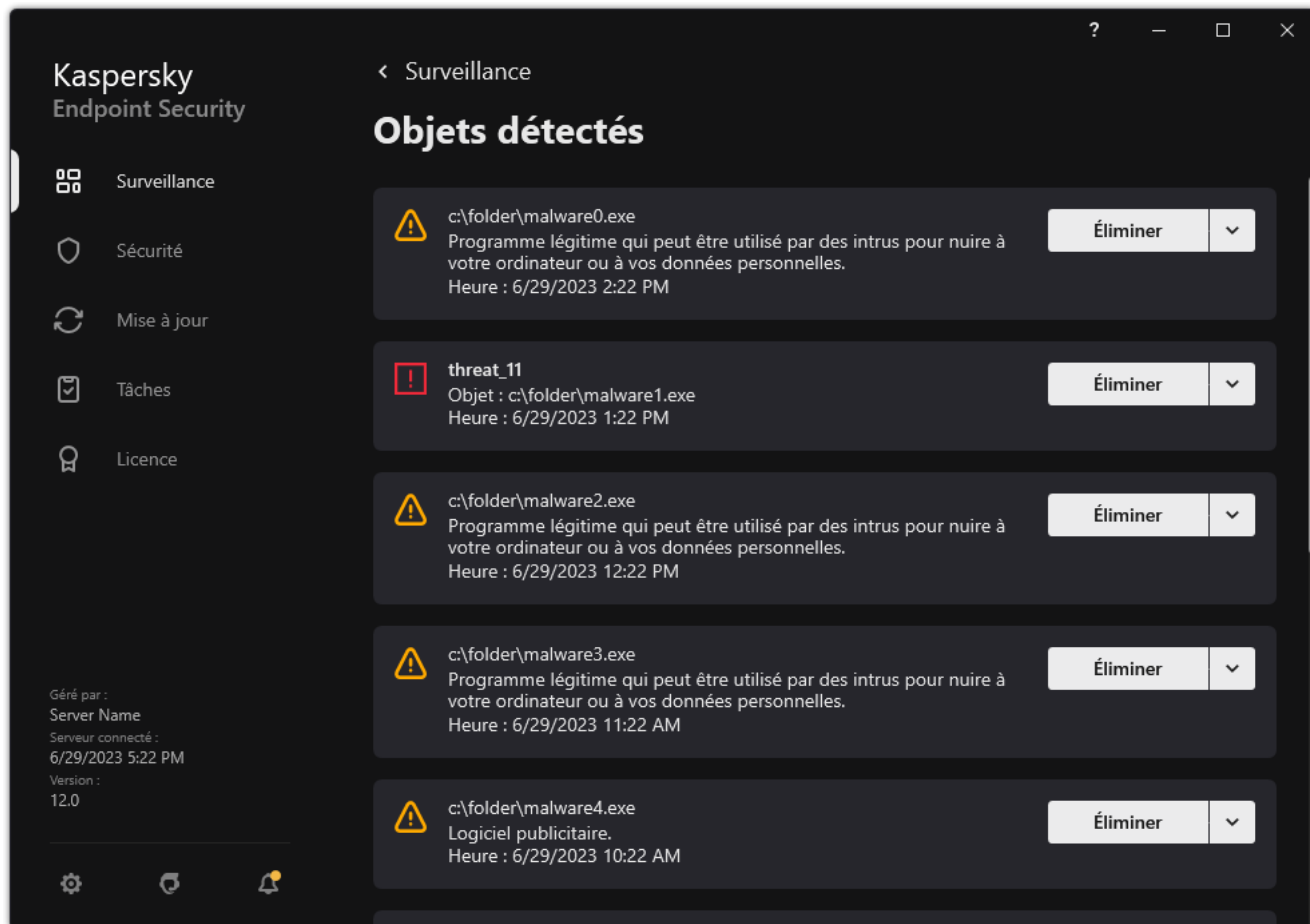 ?
Kaspersky
Endpoint Security
Surveillance
Sécurité
Mise à jour
Tâches
Licence
Géré par :
Server Name
Serveur connecté :
6/29/2023 5:22 PM
Version :
12.0
Surveillance
Objets détectés
c:\folder\malware0.exe
Programme légitime qui peut être utilisé par des intrus pour nuire à
votre ordinateur ou à vos données personnelles.
Heure : 6/29/2023 2:22 PM
Éliminer
threat_11
Objet : c:\folder\malware1.exe
Heure : 6/29/2023 1:22 PM
Éliminer
c:\folder\malware2.exe
Programme légitime qui peut être utilisé par des intrus pour nuire à
votre ordinateur ou à vos données personnelles.
Heure : 6/29/2023 12:22 PM
Éliminer
c:\folder\malware3.exe
Programme légitime qui peut être utilisé par des intrus pour nuire à
votre ordinateur ou à vos données personnelles.
Heure : 6/29/2023 11:22 AM
Éliminer
c:\folder\malware4.exe
Logiciel publicitaire.
Heure : 6/29/2023 10:22 AM
Éliminer